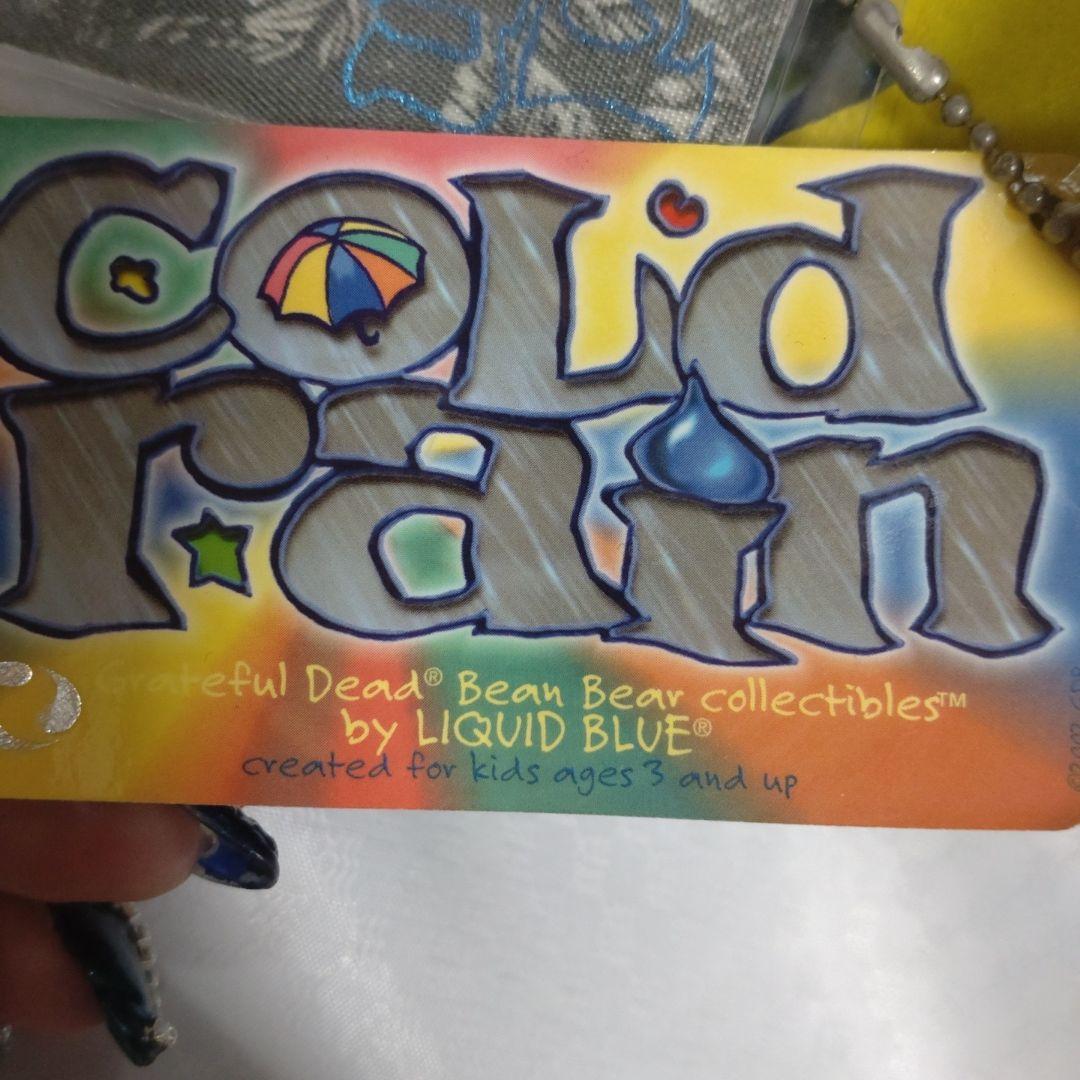 Cold
rain
Grateful Dead® Bean Bear collectibles™
by LIQUID BLUE®
created for kids ages 3 and up